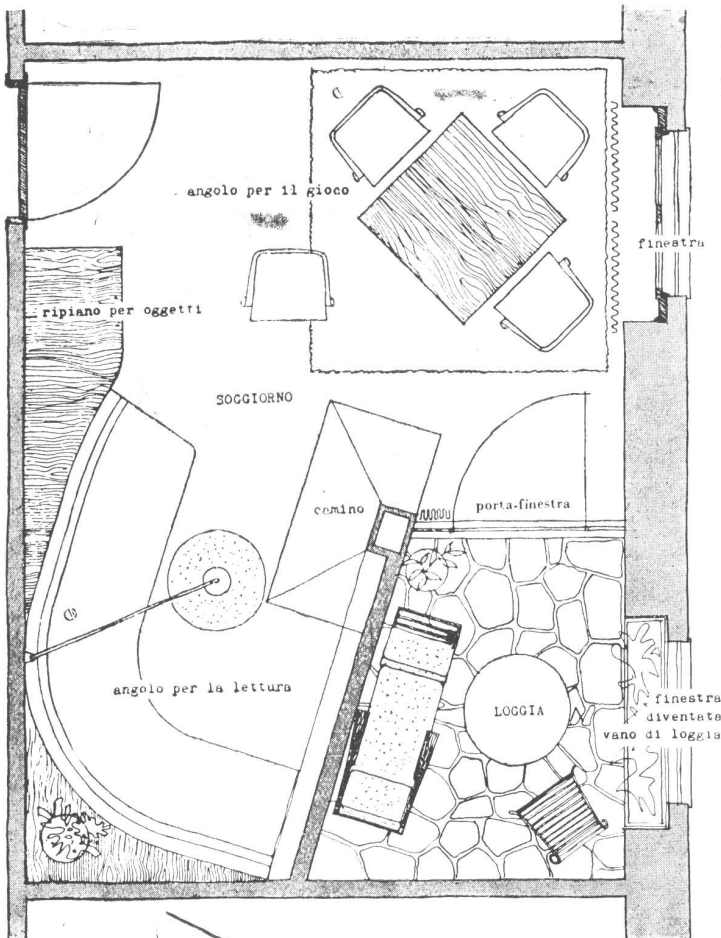 angolo per il gioco
finestra
ripiano per oggetti
SOGGIORNO
camino
porta-finestra
angolo per la lettura
LOGGIA
finestra
diventata
vano di loggia